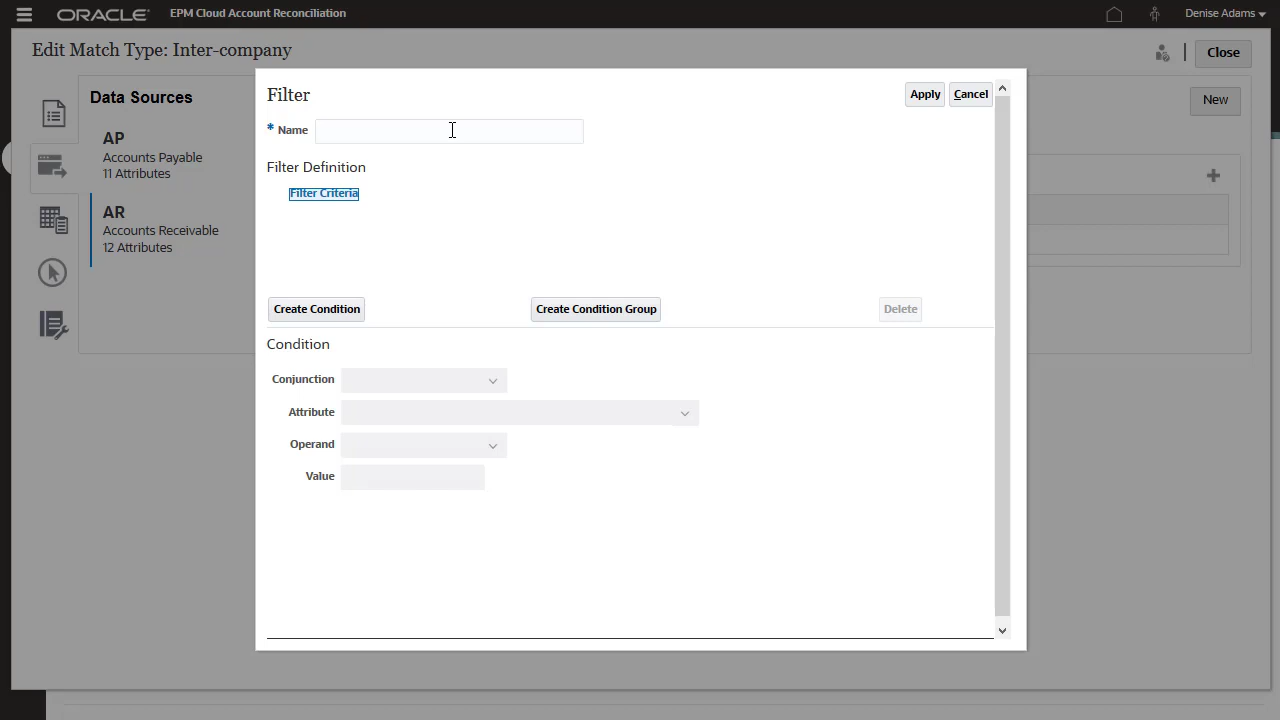 ORACLE EPM Cloud Account Reconciliation Denise Adams
Edit Match Type: Inter-company Close
Data Sources New
AP
Accounts Payable
11 Attributes
AR
Accounts Receivable
12 Attributes
Filter Apply Cancel
* Name
Filter Definition
Filter Criteria
Create Condition Create Condition Group Delete
Condition
Conjunction
Attribute
Operand
Value